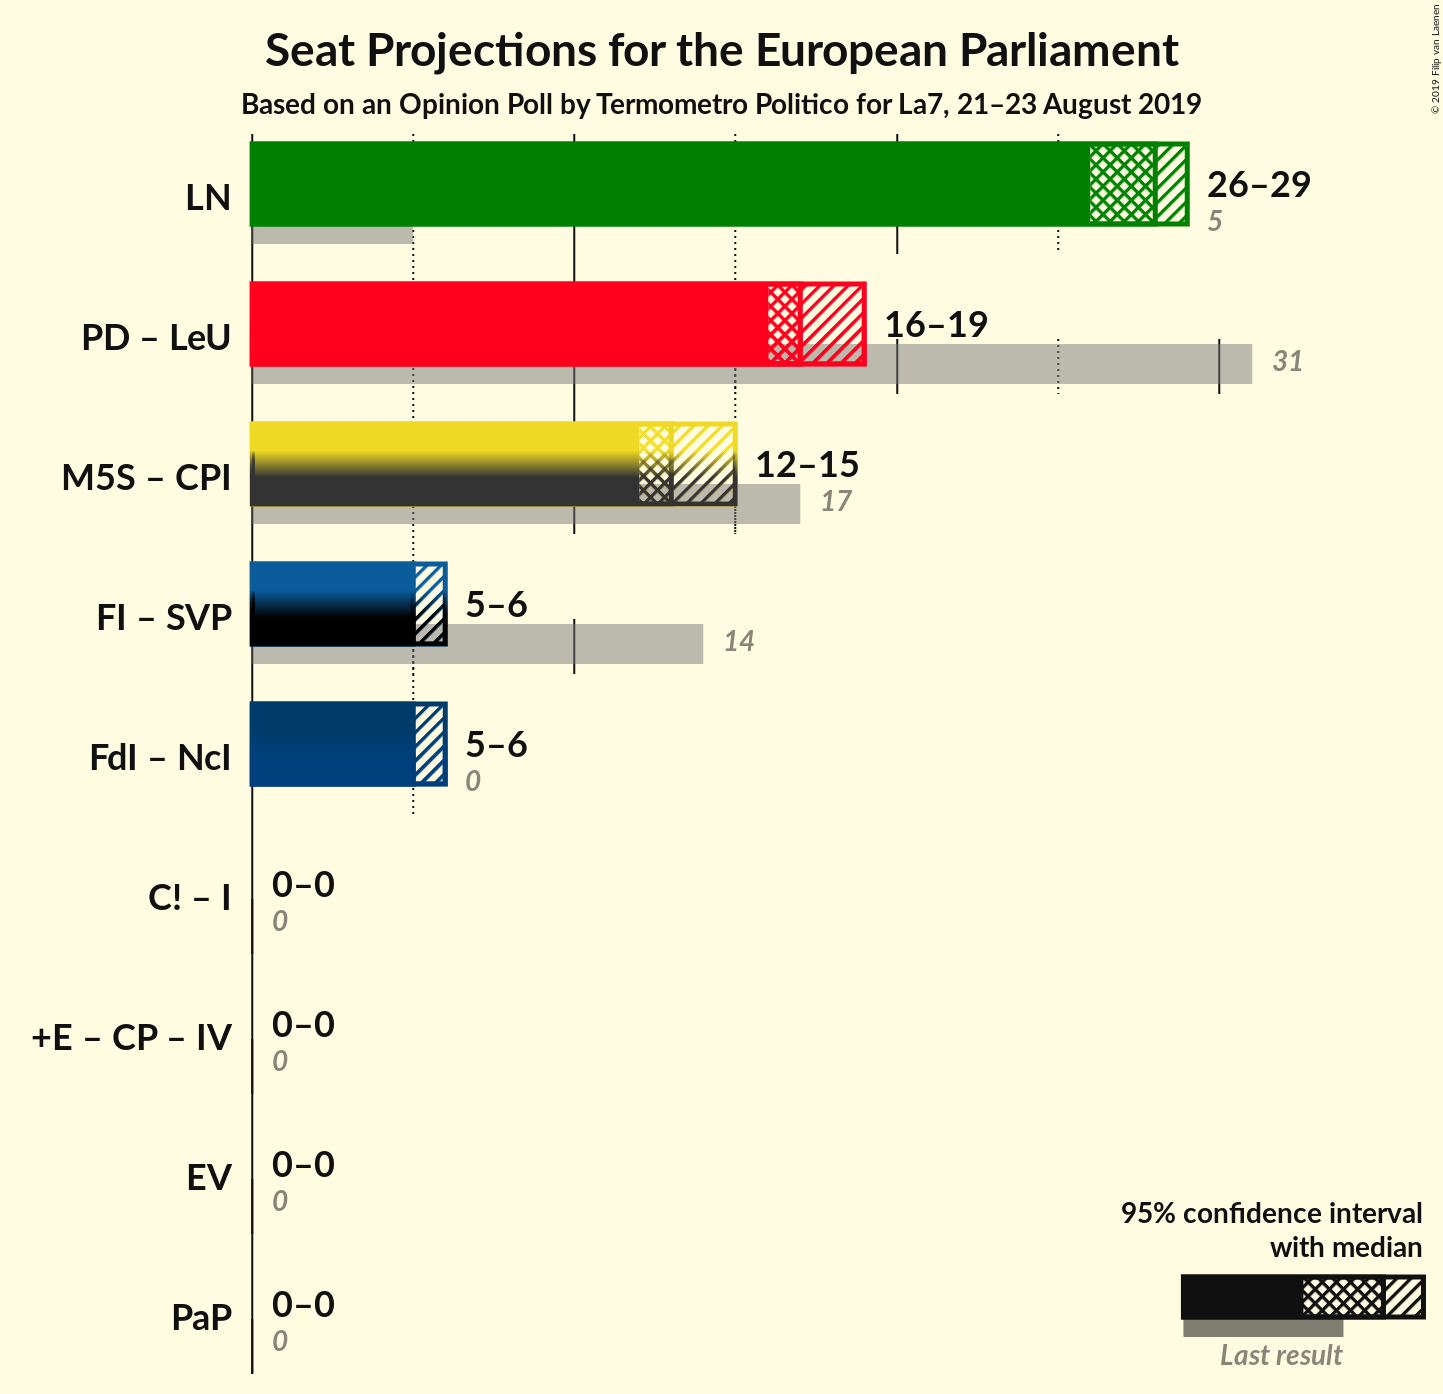 Seat Projections for the European Parliament
Based on an Opinion Poll by Termometro Politico for La7, 21–23 August 2019
© 2019 Filip van Laenen
LN
26–29
5
PD – LeU
16–19
31
M5S – CPI
12–15
17
FI – SVP
5–6
14
FdI – NcI
5–6
0
C! – I
0–0
0
+E – CP – IV
0–0
0
EV
0–0
0
PaP
0–0
0
95% confidence interval
with median
Last result